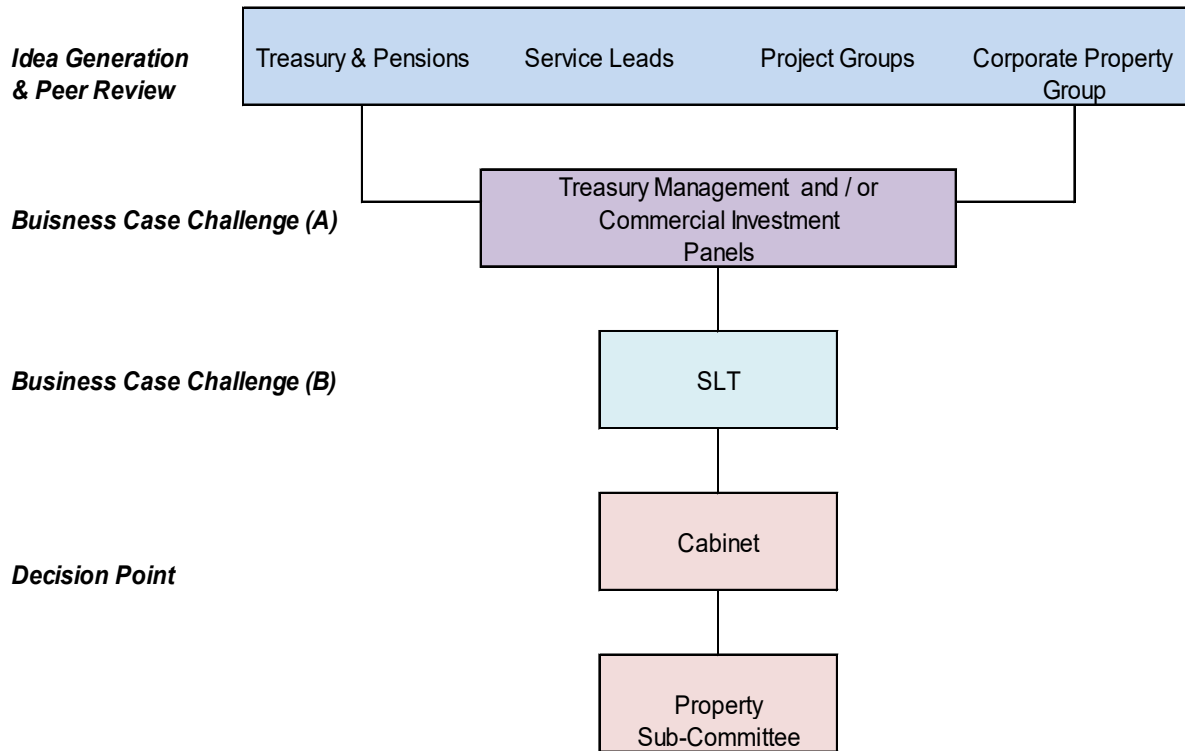 Idea Generation
& Peer Review
Treasury & Pensions
Service Leads
Project Groups
Corporate Property
Group
Buisness Case Challenge (A)
Treasury Management and / or
Commercial Investment
Panels
Business Case Challenge (B)
SLT
Decision Point
Cabinet
Property
Sub-Committee